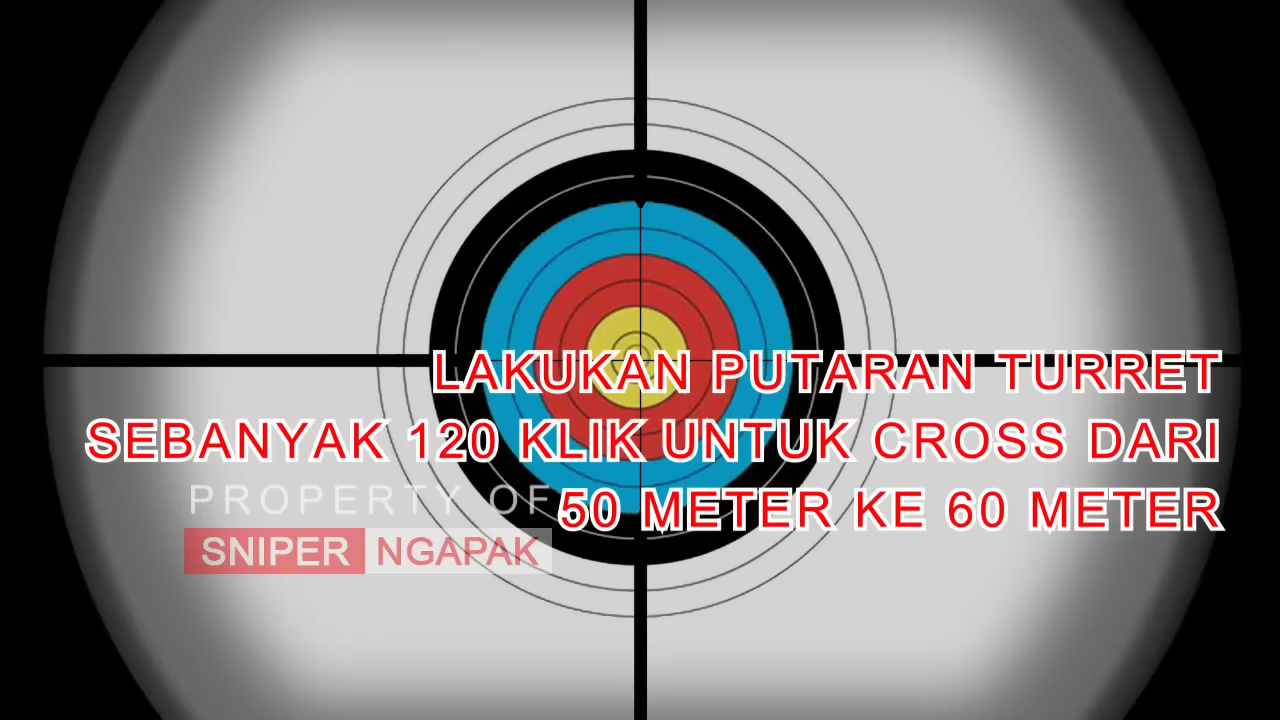 LAKUKAN PUTARAN TURRET
SEBANYAK 120 KLIK UNTUK CROSS DARI
50 METER KE 60 METER
PROPERTY OF
SNIPER NGAPAK